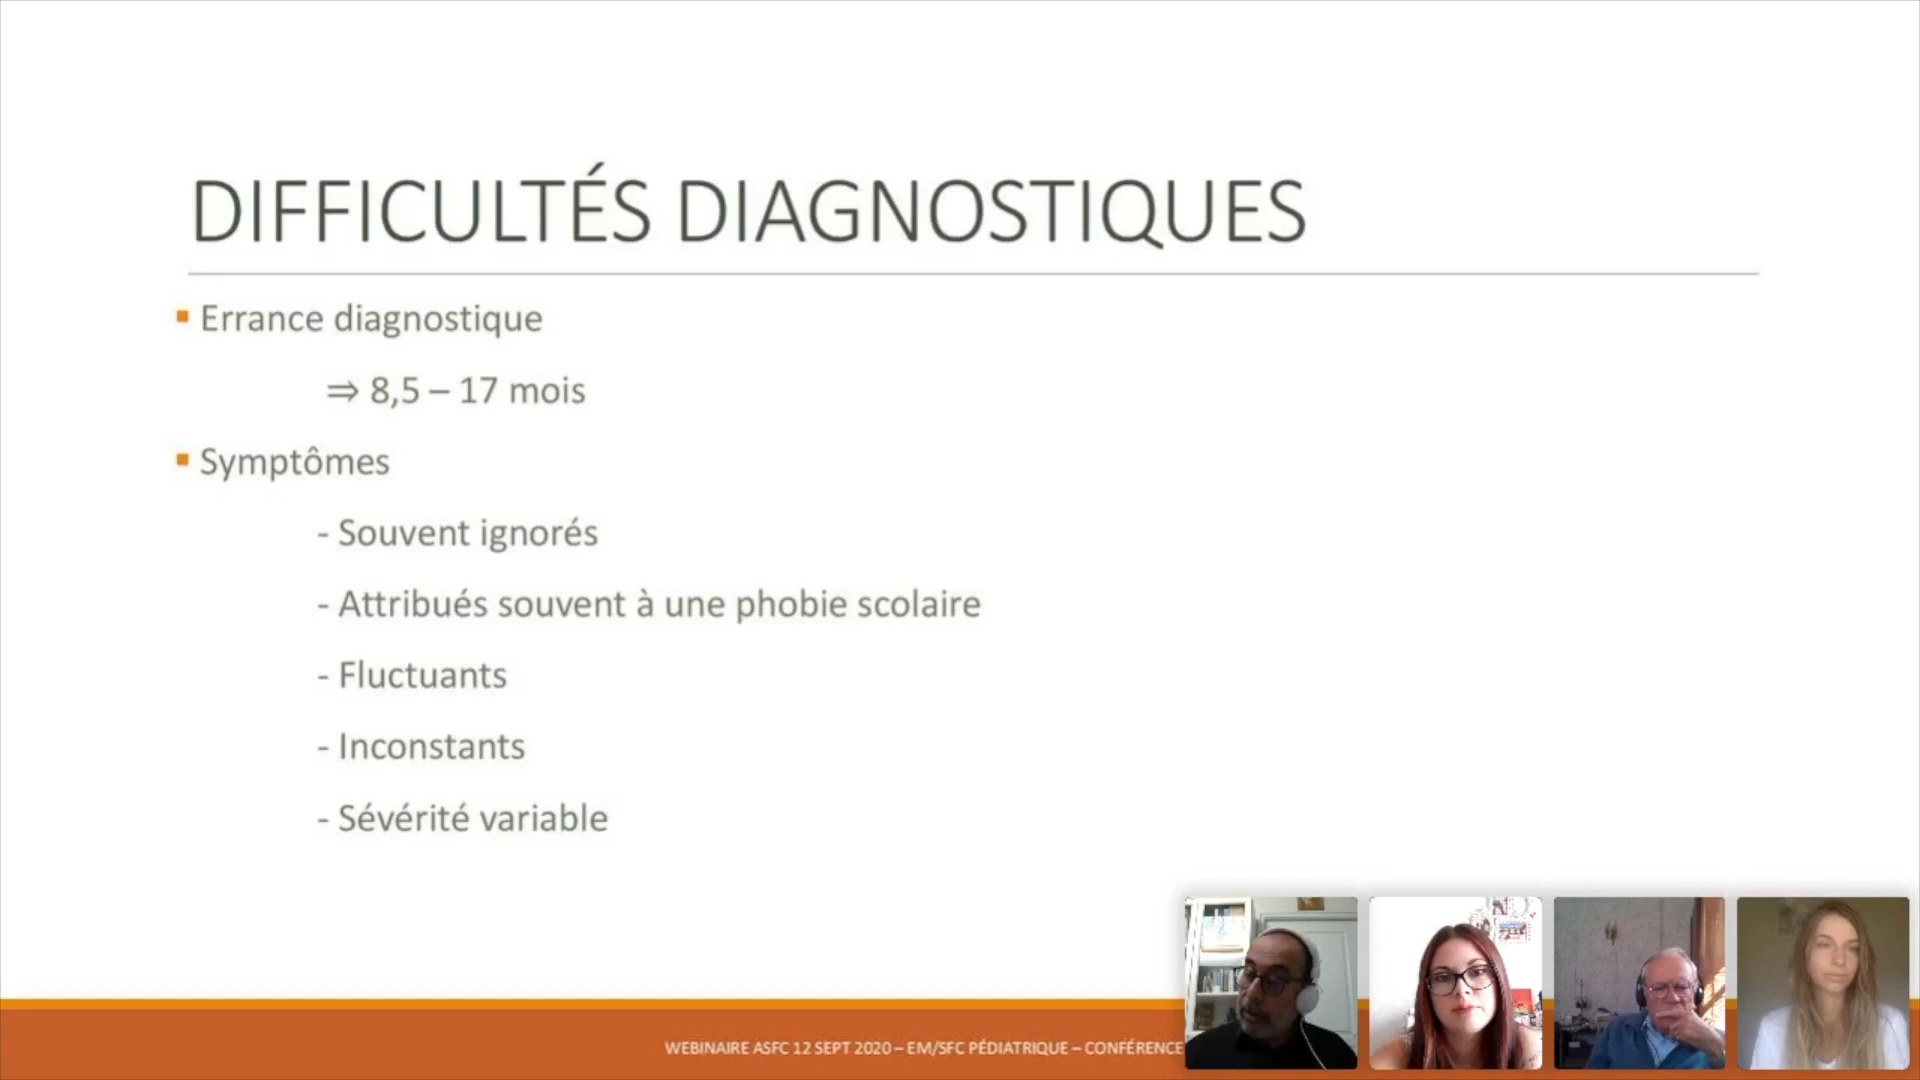 DIFFICULTÉS DIAGNOSTIQUES
Errance diagnostique
⇒ 8,5 – 17 mois
Symptômes
- Souvent ignorés
- Attribués souvent à une phobie scolaire
- Fluctuants
- Inconstants
- Sévérité variable
WEBINAIRE ASFC 12 SEPT 2020 – EM/SFC PÉDIATRIQUE – CONFÉRENCE